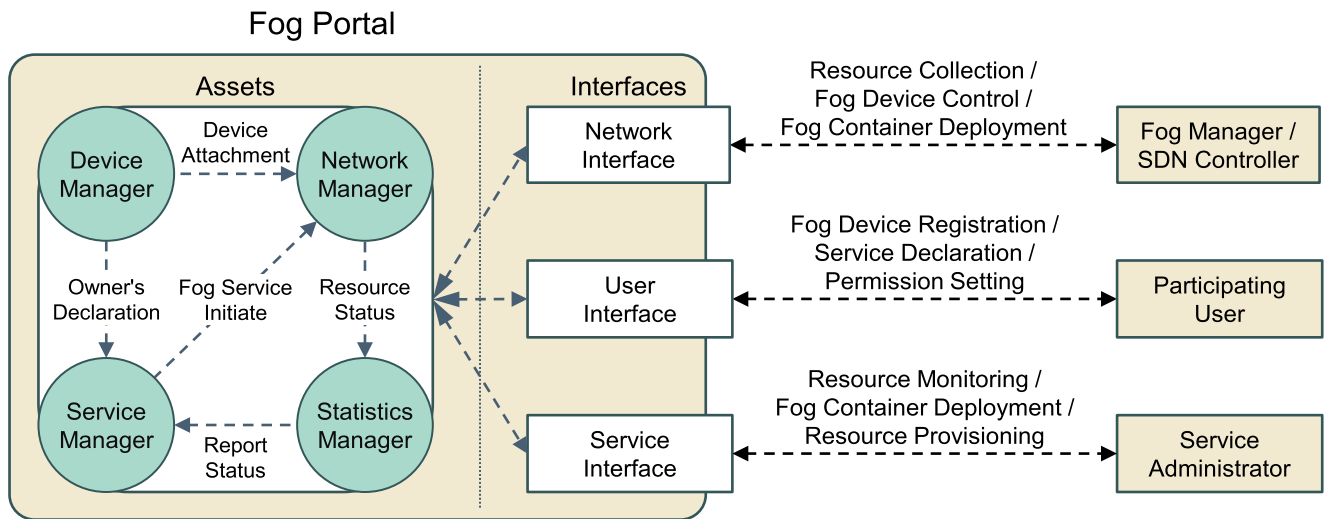 Fog Portal
Assets
Interfaces
Device
Manager
Device
Attachment
Network
Manager
Owner's
Declaration
Fog Service
Initiate
Resource
Status
Service
Manager
Report
Status
Statistics
Manager
Network
Interface
User
Interface
Service
Interface
Resource Collection /
Fog Device Control /
Fog Container Deployment
Fog Manager /
SDN Controller
Fog Device Registration /
Service Declaration /
Permission Setting
Participating
User
Resource Monitoring /
Fog Container Deployment /
Resource Provisioning
Service
Administrator